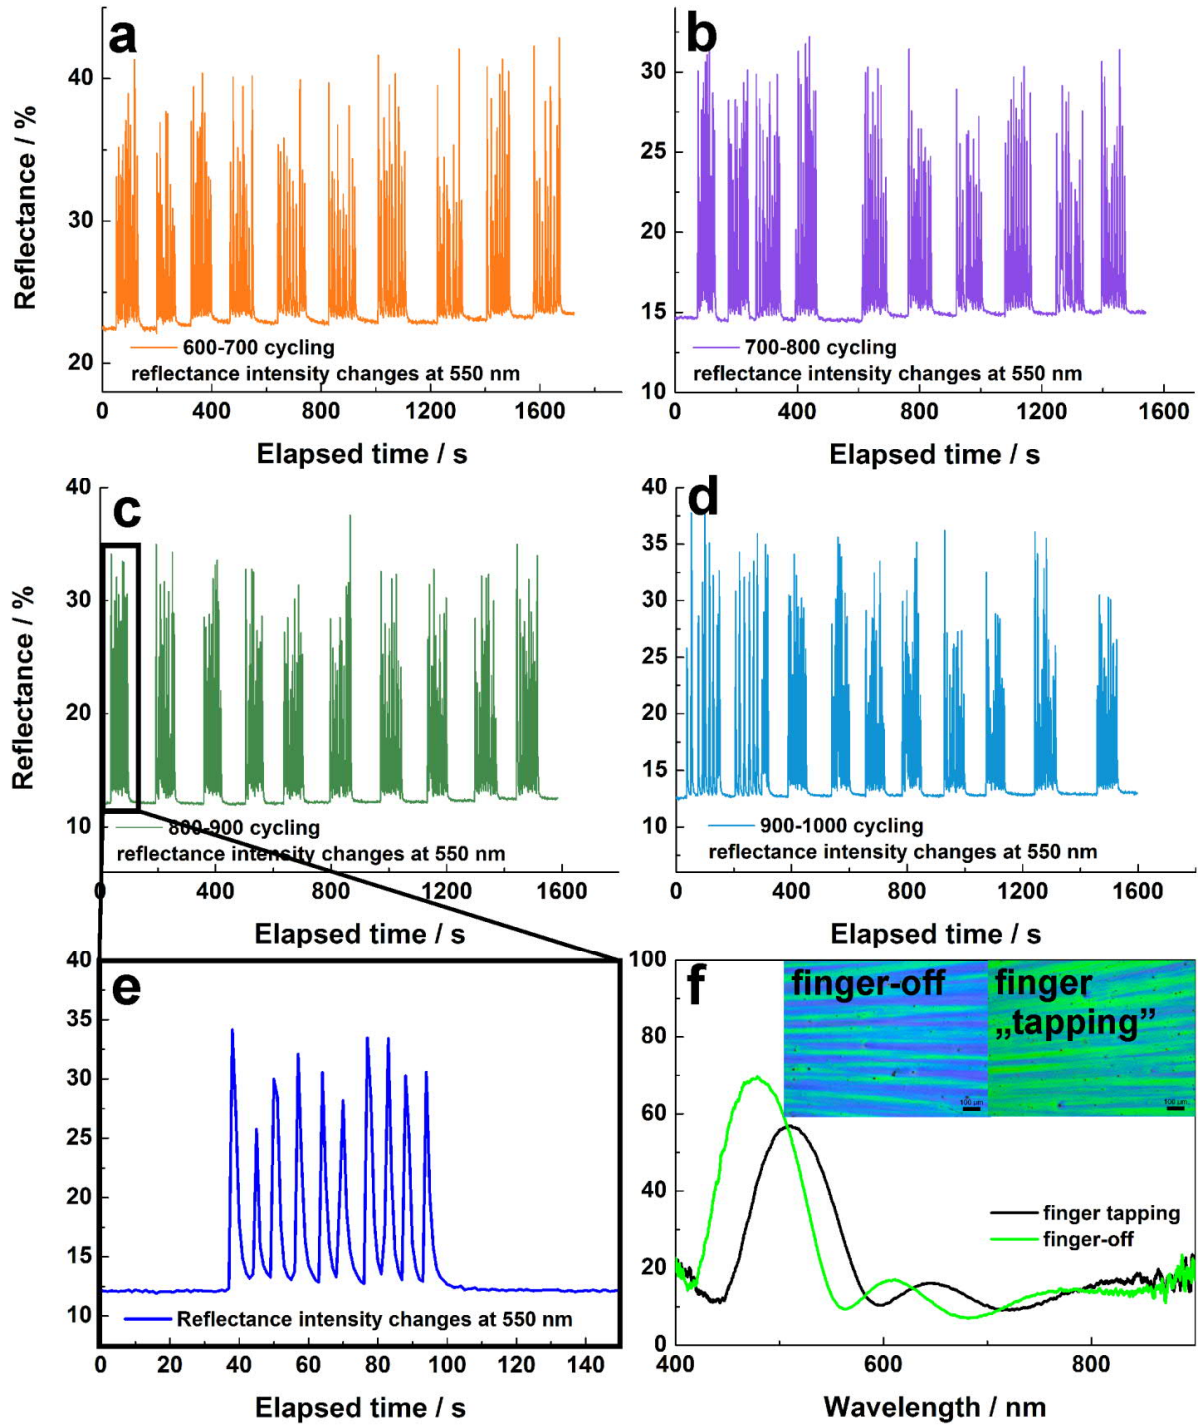 a
Reflectance / %
40
30
20
600-700 cycling
reflectance intensity changes at 550 nm
0 400 800 1200 1600
Elapsed time / s
b
30
25
20
15
10
700-800 cycling
reflectance intensity changes at 550 nm
0 400 800 1200 1600
Elapsed time / s
c
Reflectance / %
40
30
20
10
800-900 cycling
reflectance intensity changes at 550 nm
0 400 800 1200 1600
Elapsed time / s
d
40
35
30
25
20
15
10
900-1000 cycling
reflectance intensity changes at 550 nm
0 400 800 1200 1600
Elapsed time / s
e
40
35
30
25
20
15
10
Reflectance intensity changes at 550 nm
0 20 40 60 80 100 120 140
Elapsed time / s
f
100
80
60
40
20
0
finger-off
100 µm
finger
„tapping”
100 µm
finger tapping
finger-off
400 600 800
Wavelength / nm